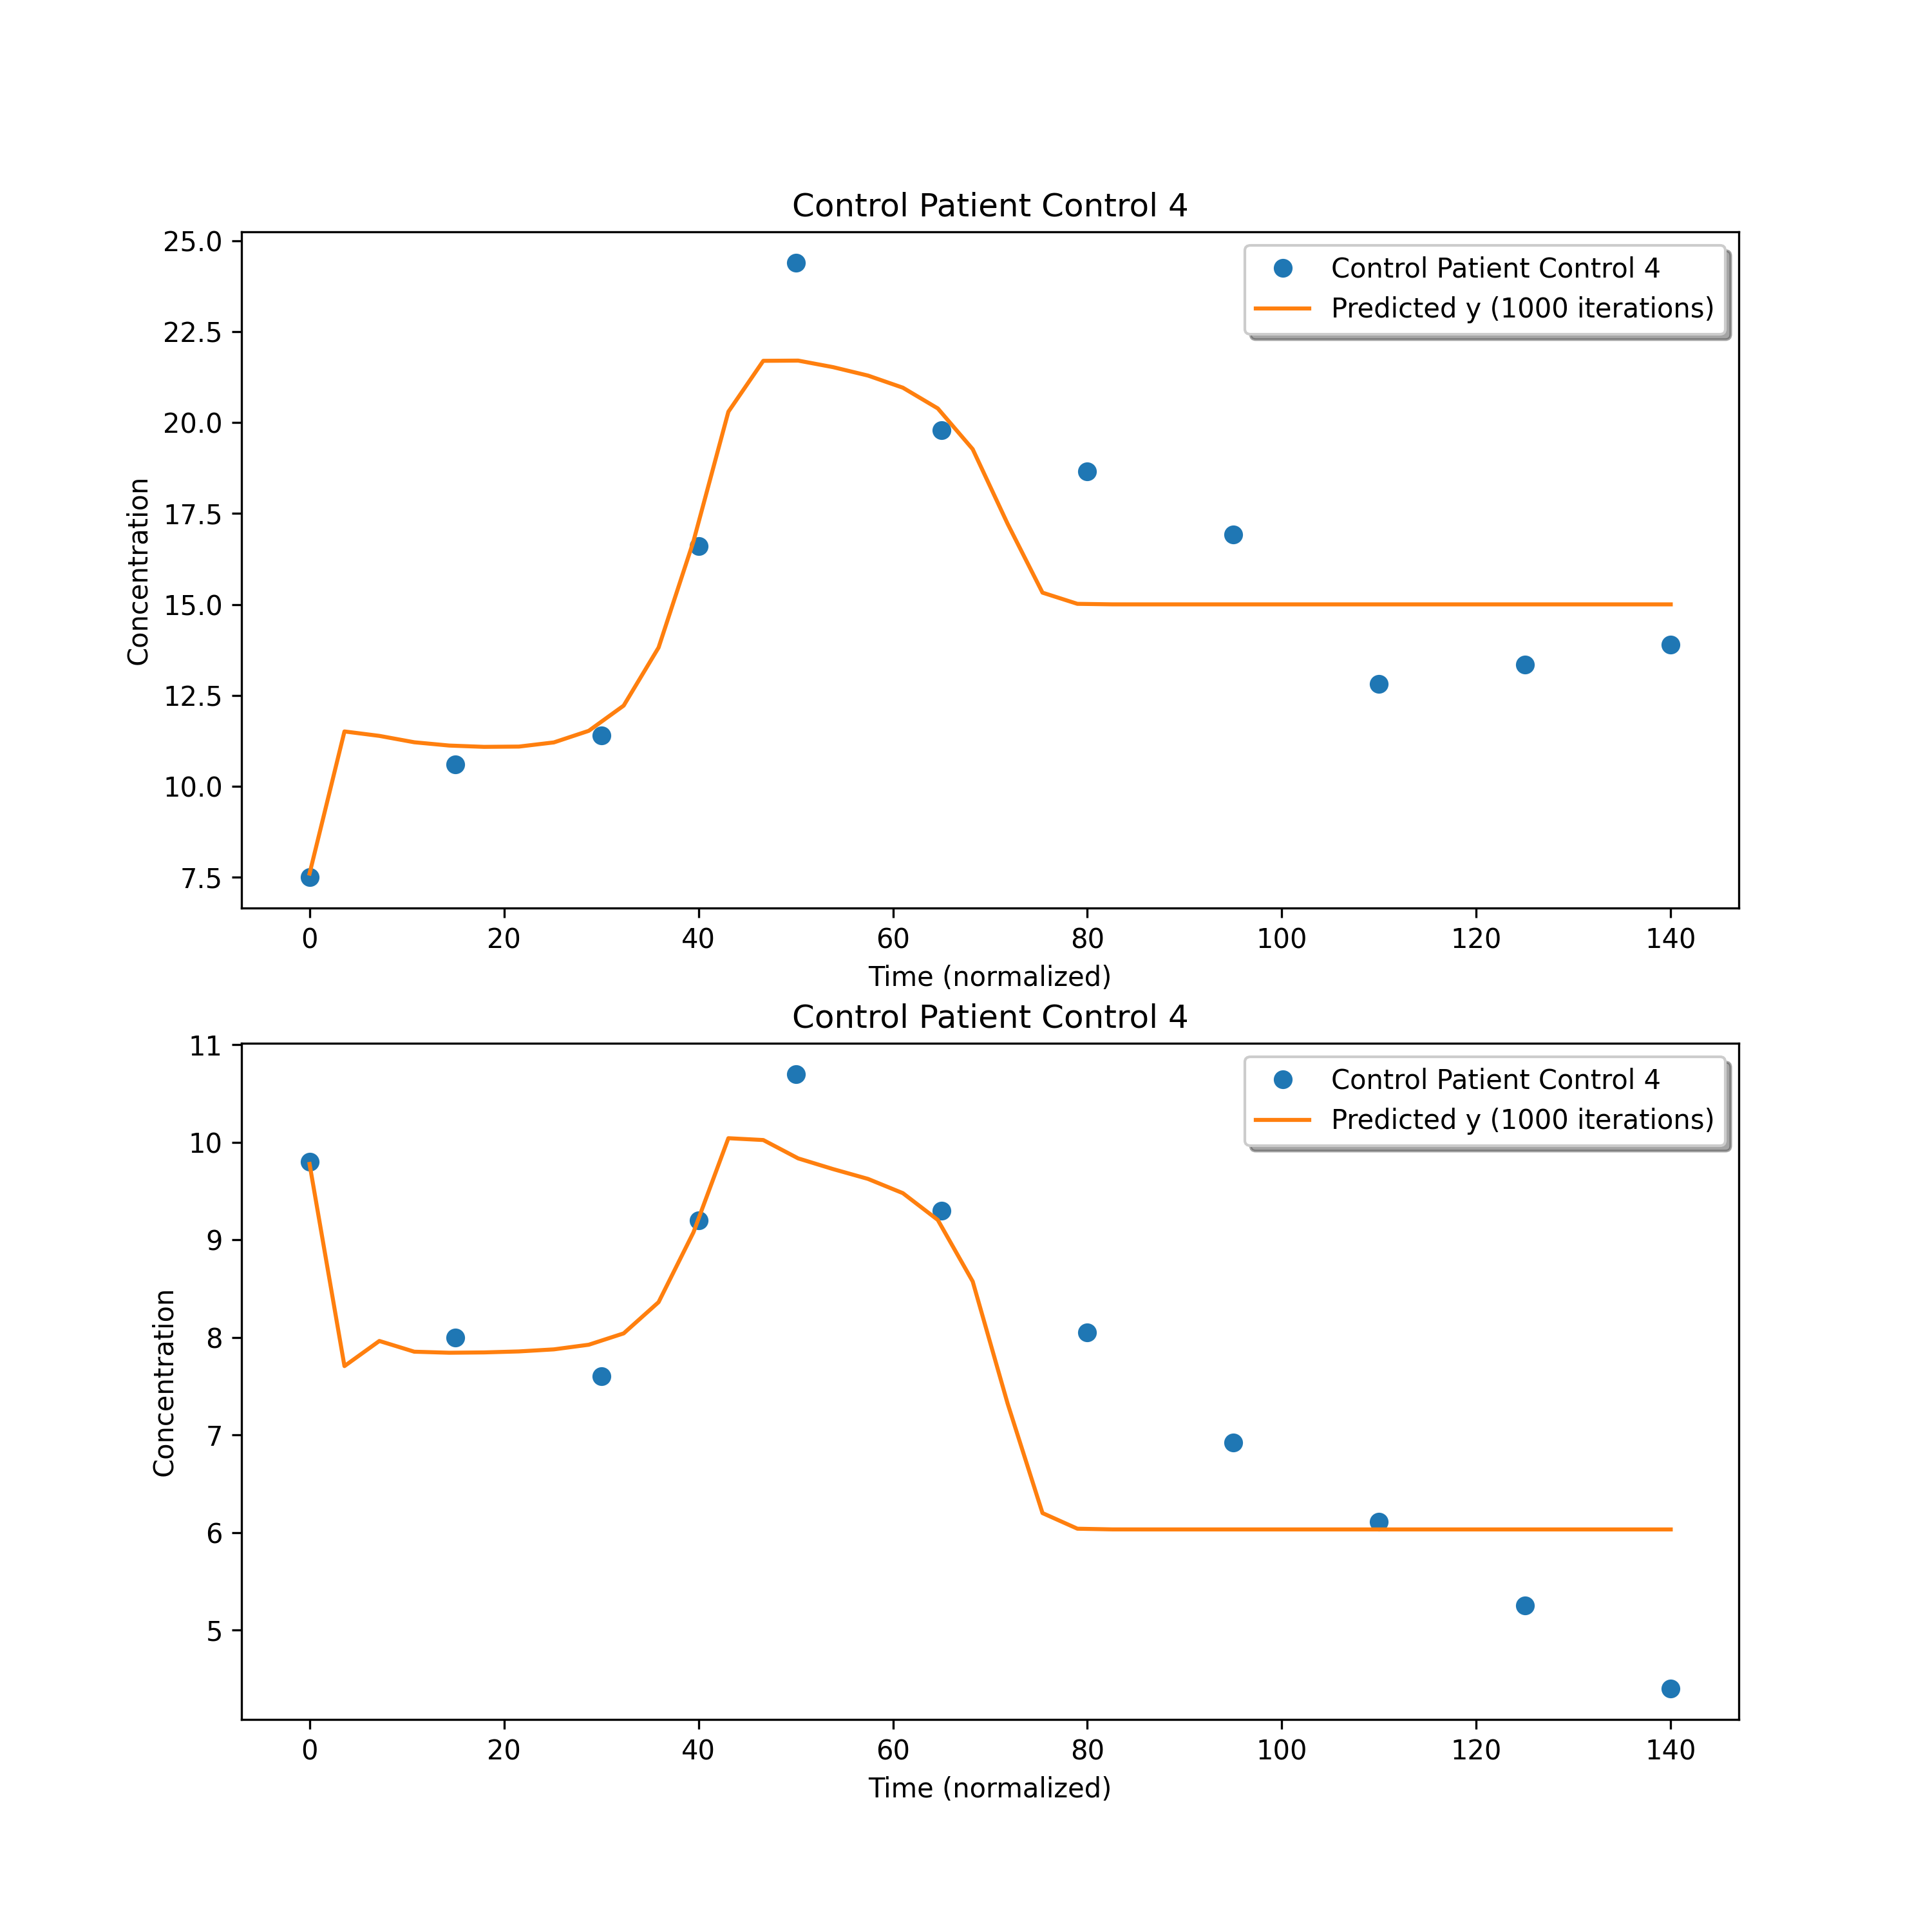 Control Patient Control 4
25.0
22.5
20.0
17.5
15.0
12.5
10.0
7.5
Concentration
Control Patient Control 4
Predicted y (1000 iterations)
0 20 40 60 80 100 120 140
Time (normalized)
Control Patient Control 4
11
10
9
8
7
6
5
Concentration
Control Patient Control 4
Predicted y (1000 iterations)
0 20 40 60 80 100 120 140
Time (normalized)